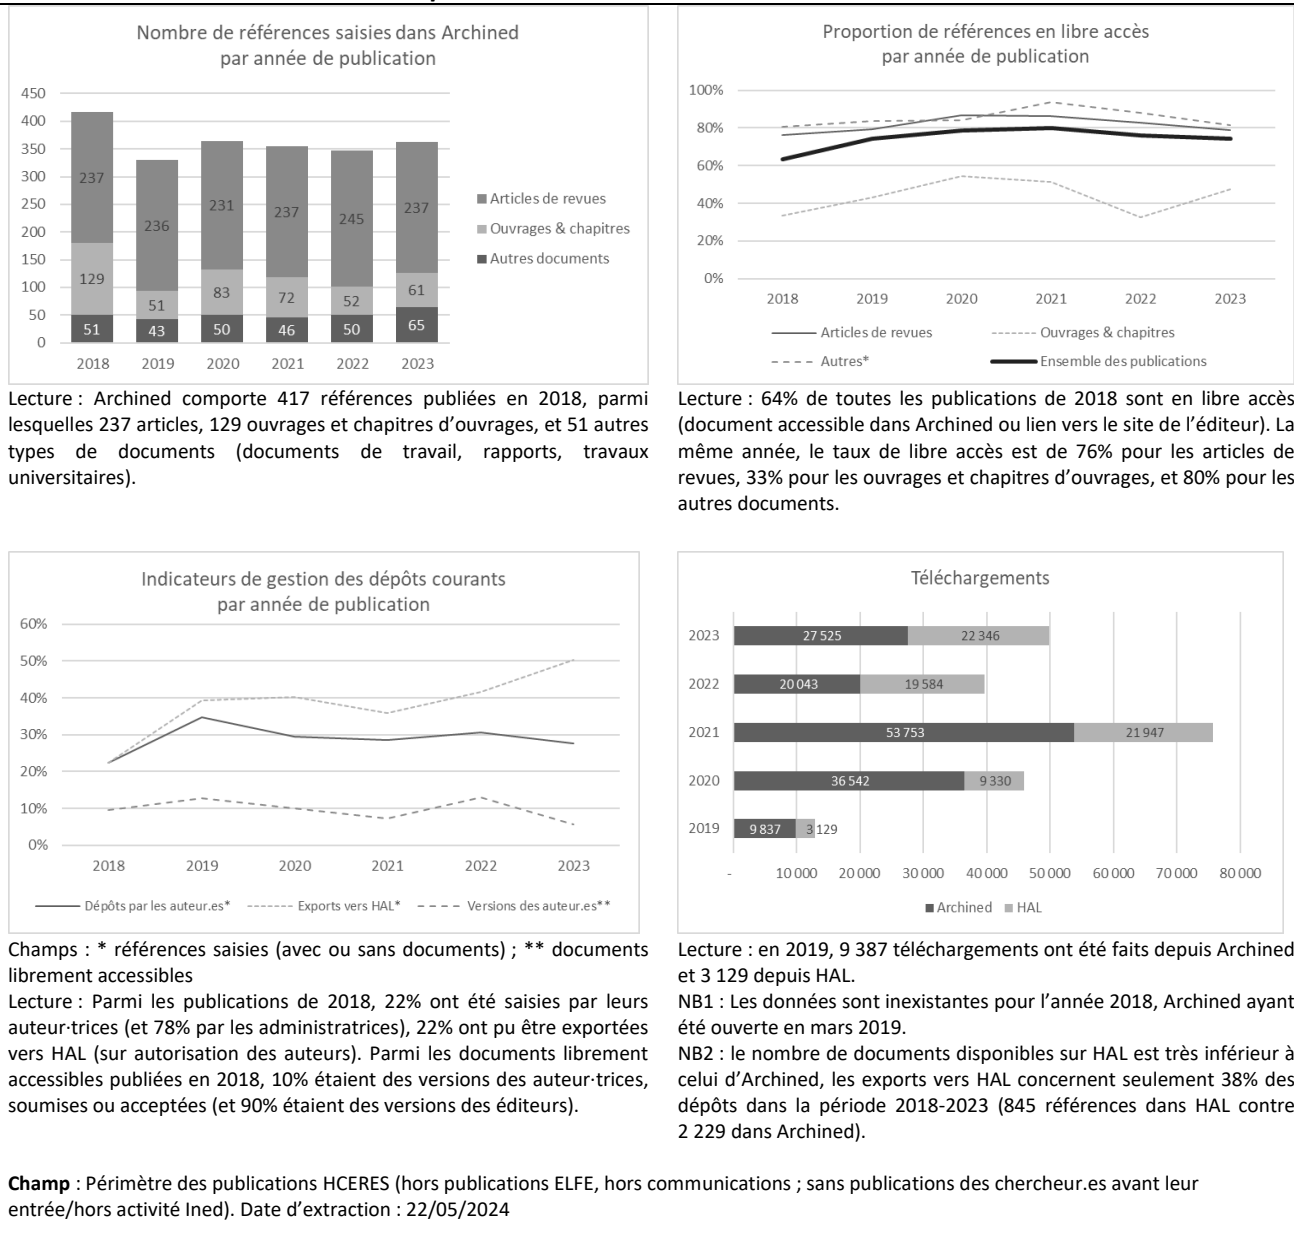 Nombre de références saisies dans Archined
par année de publication
450
400
350
300
250
200
150
100
50
0
237
129
51
236
51
43
231
83
50
237
72
46
245
52
50
237
61
65
2018
2019
2020
2021
2022
2023
Articles de revues
Ouvrages & chapitres
Autres documents
Lecture : Archined comporte 417 références publiées en 2018, parmi
lesquelles 237 articles, 129 ouvrages et chapitres d’ouvrages, et 51 autres
types de documents (documents de travail, rapports, travaux
universitaires).
Proportion de références en libre accès
par année de publication
100%
80%
60%
40%
20%
0%
2018
2019
2020
2021
2022
2023
Articles de revues
Ouvrages & chapitres
Autres*
Ensemble des publications
Lecture : 64% de toutes les publications de 2018 sont en libre accès
(document accessible dans Archined ou lien vers le site de l’éditeur). La
même année, le taux de libre accès est de 76% pour les articles de
revues, 33% pour les ouvrages et chapitres d’ouvrages, et 80% pour les
autres documents.
Indicateurs de gestion des dépôts courants
par année de publication
60%
50%
40%
30%
20%
10%
0%
2018
2019
2020
2021
2022
2023
Dépôts par les auteur.es*
Exports vers HAL*
Versions des auteur.es**
Champs : * références saisies (avec ou sans documents) ; ** documents
librement accessibles
Lecture : Parmi les publications de 2018, 22% ont été saisies par leurs
auteur·trices (et 78% par les administratrices), 22% ont pu être exportées
vers HAL (sur autorisation des auteurs). Parmi les documents librement
accessibles publiées en 2018, 10% étaient des versions des auteur·trices,
soumises ou acceptées (et 90% étaient des versions des éditeurs).
Téléchargements
2023
27 525
22 346
2022
20 043
19 584
2021
53 753
21 947
2020
36 542
9 330
2019
9 837
3 129
-
10 000
20 000
30 000
40 000
50 000
60 000
70 000
80 000
Archined
HAL
Lecture : en 2019, 9 387 téléchargements ont été faits depuis Archined
et 3 129 depuis HAL.
NB1 : Les données sont inexistantes pour l’année 2018, Archined ayant
été ouverte en mars 2019.
NB2 : le nombre de documents disponibles sur HAL est très inférieur à
celui d’Archined, les exports vers HAL concernent seulement 38% des
dépôts dans la période 2018-2023 (845 références dans HAL contre
2 229 dans Archined).
Champ : Périmètre des publications HCERES (hors publications ELFE, hors communications ; sans publications des chercheur.es avant leur
entrée/hors activité Ined). Date d’extraction : 22/05/2024